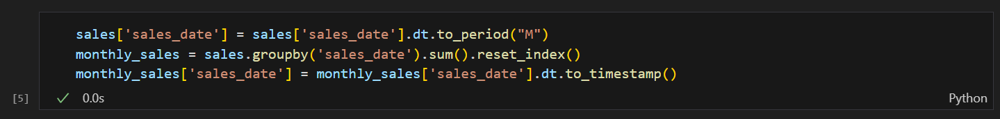 sales['sales_date'] = sales['sales_date'].dt.to_period("M")
monthly_sales = sales.groupby('sales_date').sum().reset_index()
monthly_sales['sales_date'] = monthly_sales['sales_date'].dt.to_timestamp()
[5] ✓ 0.0s Python